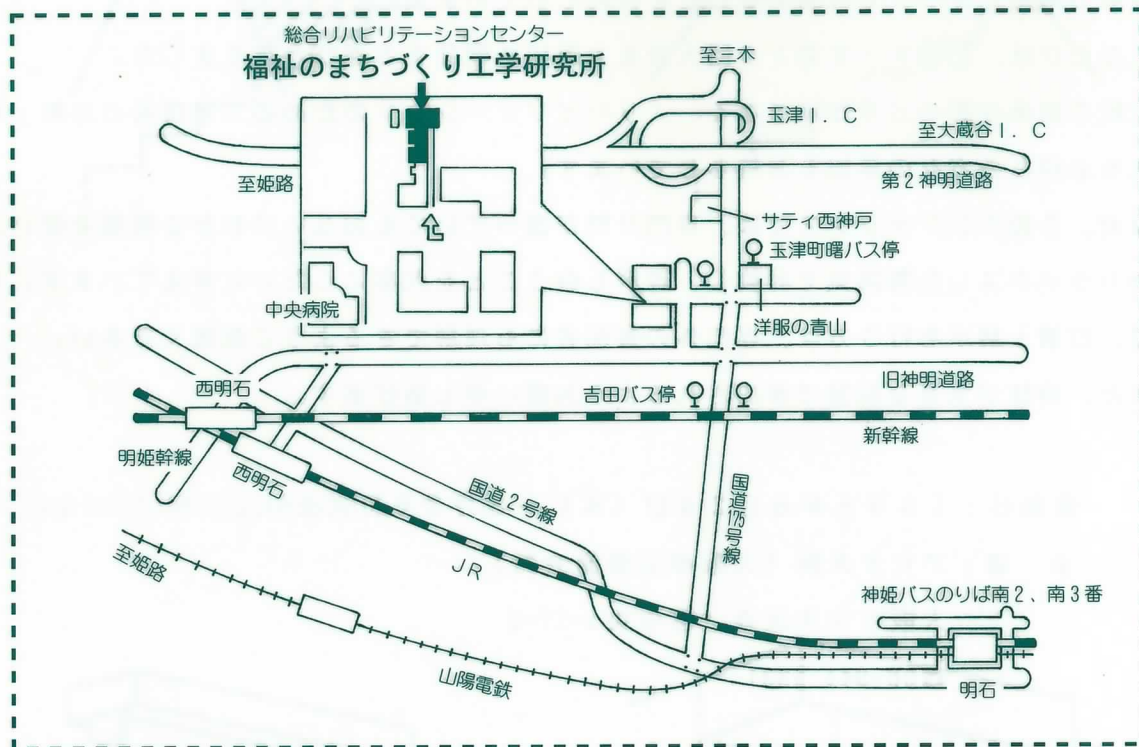 総合リハビリテーションセンター
福祉のまちづくり工学研究所
至三木
玉津I.C
至大蔵谷I.C
至姫路
第2神明道路
サティ西神戸
玉津町曙バス停
中央病院
洋服の青山
西明石
旧神明道路
吉田バス停
新幹線
明姫幹線
西明石
国道2号線
国道175号線
至姫路
JR
神姫バスのりば南2、南3番
山陽電鉄
明石